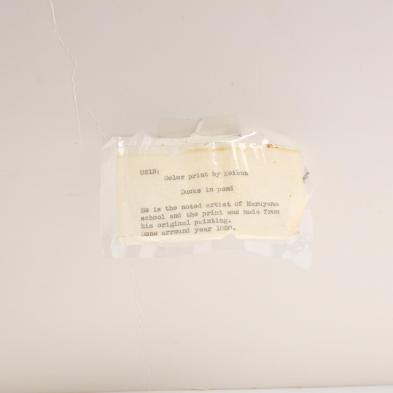 Color print by Keibun
Ducks in pond
He is the noted artist of Maruyama
school and the print was made from
his original painting.
Done arround year